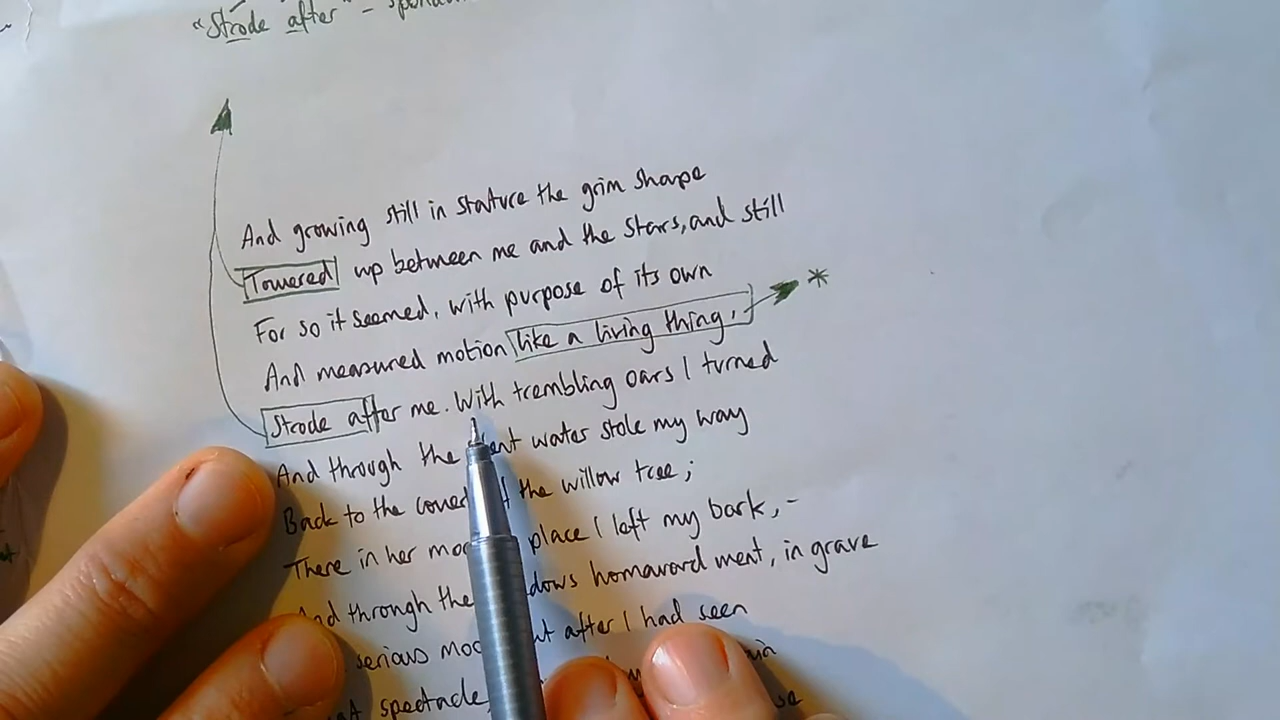 "Strode after" -
And growing still in stature the grim shape
Towered up between me and the stars, and still
For so it seemed, with purpose of its own
And measured motion like a living thing, *
Strode after me. With trembling oars I turned
And through the water stole my way
Back to the the willow tree;
There in her place I left my bark, -
And through the homeward went, in grave
serious after I had seen
spectacle,